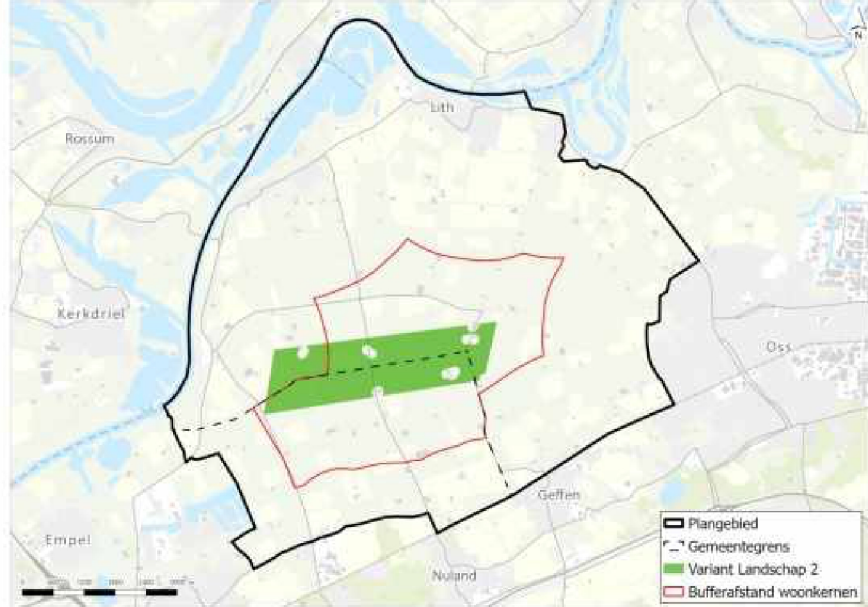 N
Lith
Rossum
Kerkdriel
Oss
Geffen
Empel
Nuland
Plangebied
Gemeentegrens
Variant Landschap 2
Bufferafstand woonkernen